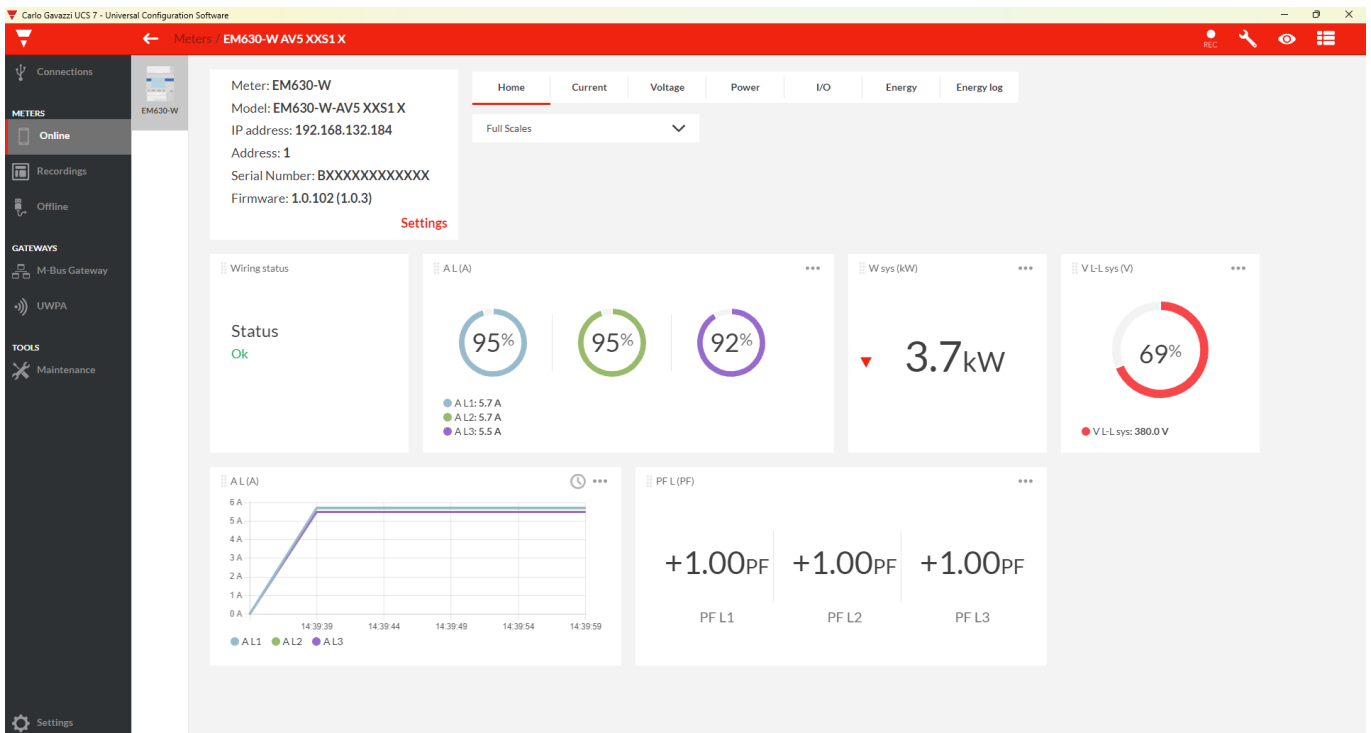 Carlo Gavazzi UCS 7 - Universal Configuration Software
Meters / EM630-W AV5 XXS1 X
REC
Connections
METERS
Online
Recordings
Offline
GATEWAYS
M-Bus Gateway
UWPA
TOOLS
Maintenance
Settings
EM630-W
Meter: EM630-W
Model: EM630-W-AV5 XXS1 X
IP address: 192.168.132.184
Address: 1
Serial Number: BXXXXXXXXXXXX
Firmware: 1.0.102 (1.0.3)
Settings
Home Current Voltage Power I/O Energy Energy log
Full Scales
Wiring status
Status
Ok
A L (A)
95% 95% 92%
A L1: 5.7 A
A L2: 5.7 A
A L3: 5.5 A
W sys (kW)
3.7kW
V L-L sys (V)
69%
V L-L sys: 380.0 V
A L (A)
6 A
5 A
4 A
3 A
2 A
1 A
0 A
14:39:39 14:39:44 14:39:49 14:39:54 14:39:59
A L1 A L2 A L3
PF L (PF)
+1.00PF +1.00PF +1.00PF
PF L1 PF L2 PF L3